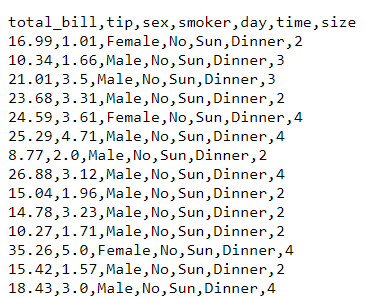 total_bill,tip,sex,smoker,day,time,size
16.99,1.01,Female,No,Sun,Dinner,2
10.34,1.66,Male,No,Sun,Dinner,3
21.01,3.5,Male,No,Sun,Dinner,3
23.68,3.31,Male,No,Sun,Dinner,2
24.59,3.61,Female,No,Sun,Dinner,4
25.29,4.71,Male,No,Sun,Dinner,4
8.77,2.0,Male,No,Sun,Dinner,2
26.88,3.12,Male,No,Sun,Dinner,4
15.04,1.96,Male,No,Sun,Dinner,2
14.78,3.23,Male,No,Sun,Dinner,2
10.27,1.71,Male,No,Sun,Dinner,2
35.26,5.0,Female,No,Sun,Dinner,4
15.42,1.57,Male,No,Sun,Dinner,2
18.43,3.0,Male,No,Sun,Dinner,4